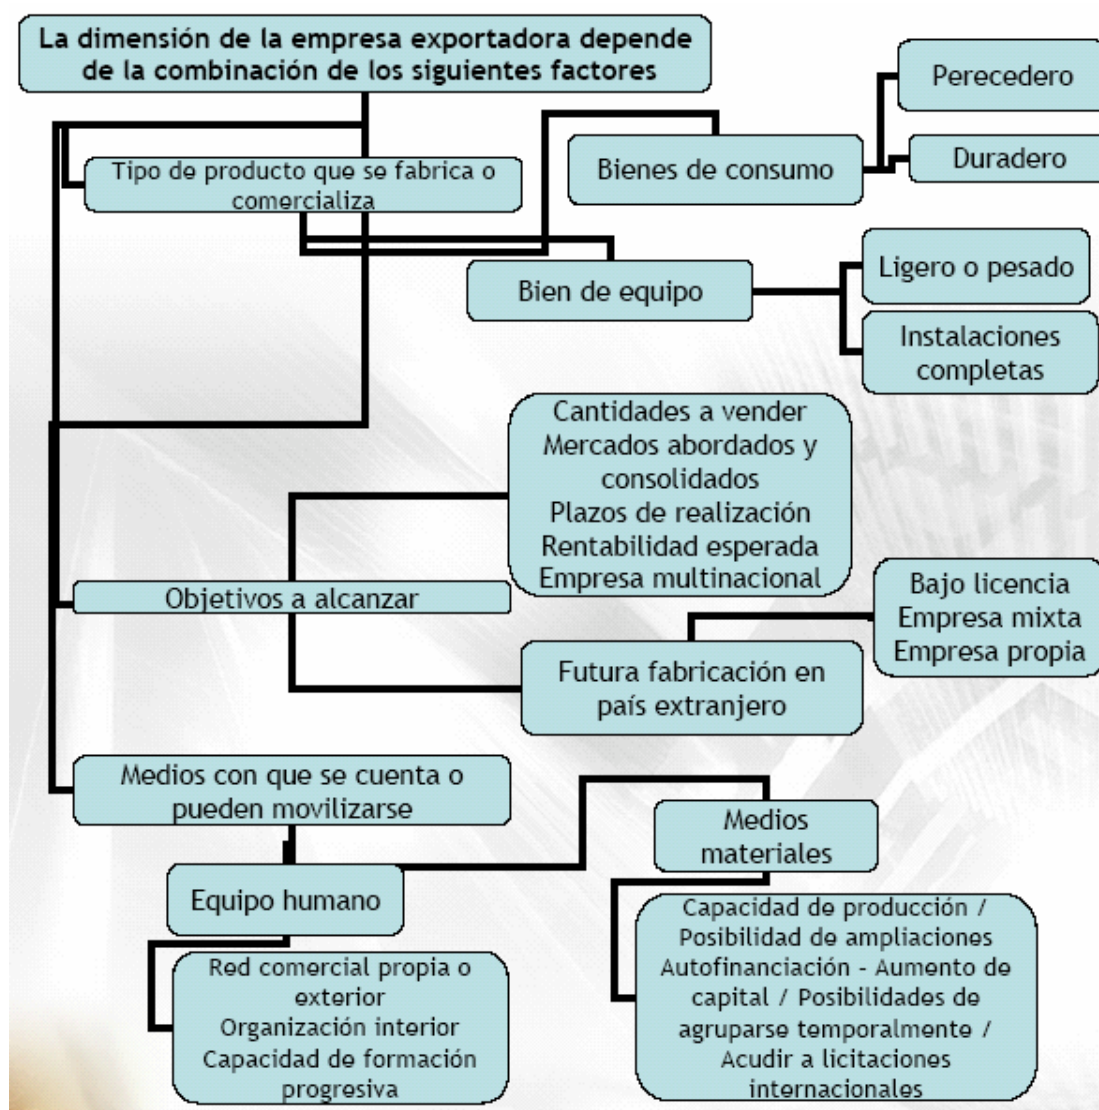 La dimensión de la empresa exportadora depende
de la combinación de los siguientes factores
Tipo de producto que se fabrica o
comercializa
Bienes de consumo
Perecedero
Duradero
Bien de equipo
Ligero o pesado
Instalaciones
completas
Objetivos a alcanzar
Cantidades a vender
Mercados abordados y
consolidados
Plazos de realización
Rentabilidad esperada
Empresa multinacional
Futura fabricación en
país extranjero
Bajo licencia
Empresa mixta
Empresa propia
Medios con que se cuenta o
pueden movilizarse
Equipo humano
Red comercial propia o
exterior
Organización interior
Capacidad de formación
progresiva
Medios
materiales
Capacidad de producción /
Posibilidad de ampliaciones
Autofinanciación - Aumento de
capital / Posibilidades de
agruparse temporalmente /
Acudir a licitaciones
internacionales